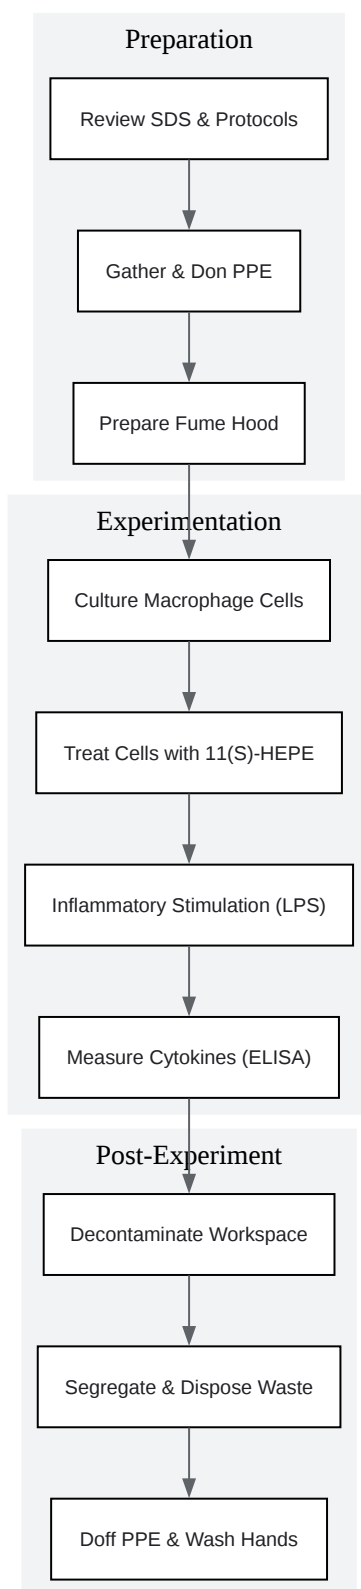 Preparation
Review SDS & Protocols
Gather & Don PPE
Prepare Fume Hood
Experimentation
Culture Macrophage Cells
Treat Cells with 11(S)-HEPE
Inflammatory Stimulation (LPS)
Measure Cytokines (ELISA)
Post-Experiment
Decontaminate Workspace
Segregate & Dispose Waste
Doff PPE & Wash Hands